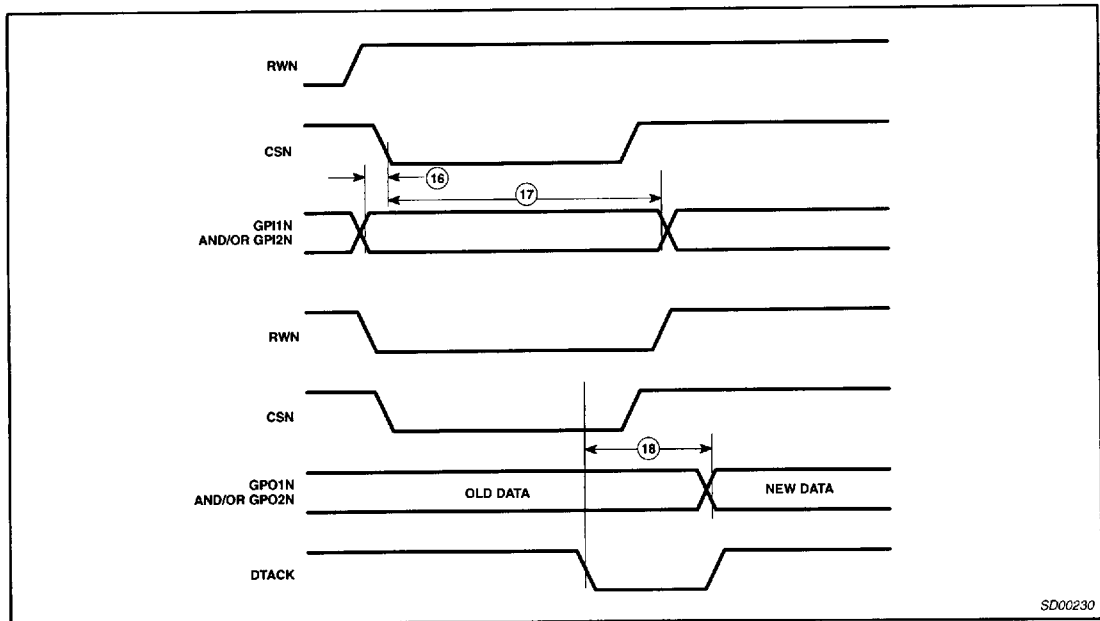 RWN
CSN
16
17
GPI1N
AND/OR GPI2N
RWN
CSN
18
GPO1N
AND/OR GPO2N
OLD DATA
NEW DATA
DTACK
SD00230